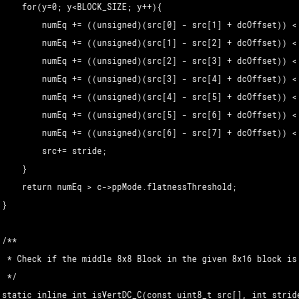 for(y=0; y<BLOCK_SIZE; y++){
numEq += ((unsigned)(src[0] - src[1] + dcOffset)) <
numEq += ((unsigned)(src[1] - src[2] + dcOffset)) <
numEq += ((unsigned)(src[2] - src[3] + dcOffset)) <
numEq += ((unsigned)(src[3] - src[4] + dcOffset)) <
numEq += ((unsigned)(src[4] - src[5] + dcOffset)) <
numEq += ((unsigned)(src[5] - src[6] + dcOffset)) <
numEq += ((unsigned)(src[6] - src[7] + dcOffset)) <
src+= stride;
}
return numEq > c->ppMode.flatnessThreshold;
}
/**
* Check if the middle 8x8 Block in the given 8x16 block is
*/
static inline int isVertDC_C(const uint8_t src[], int stride